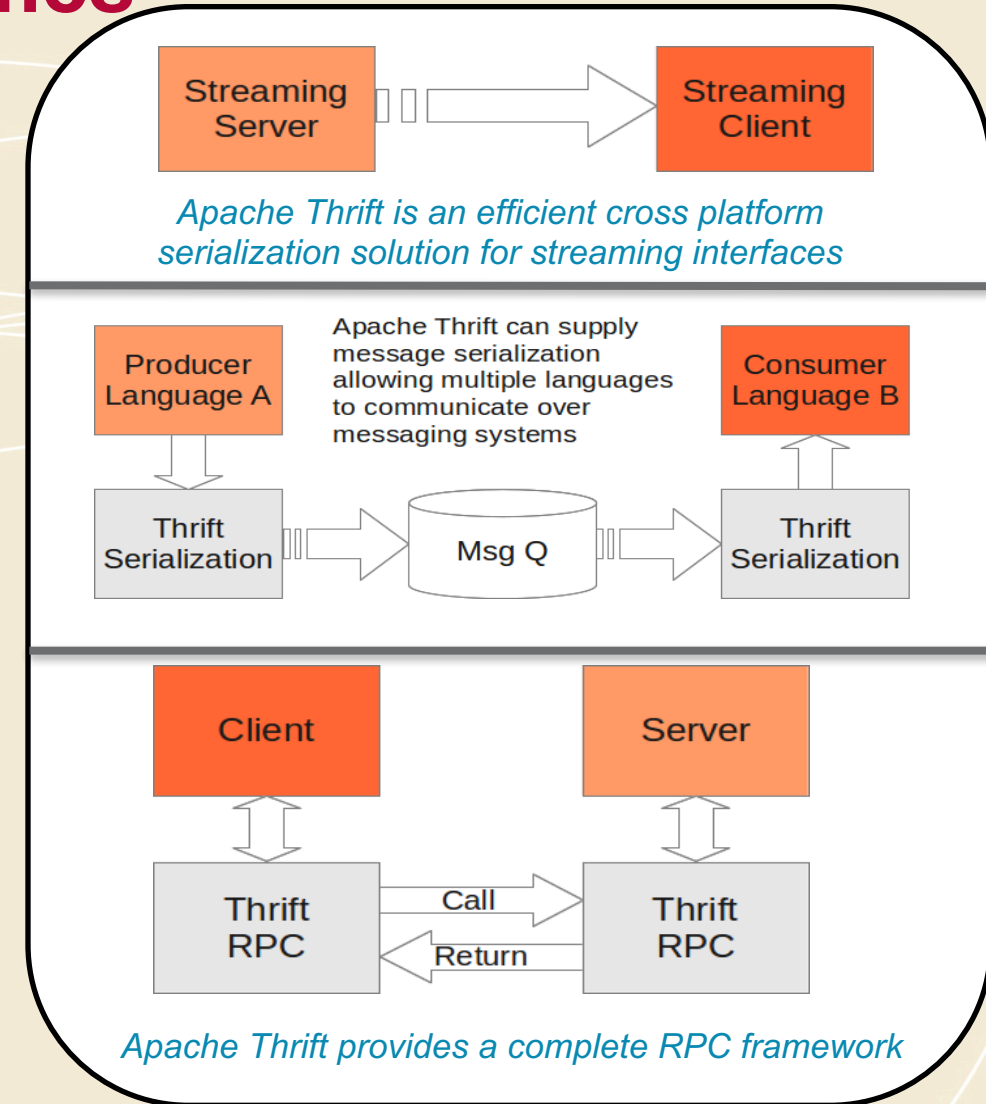 Streaming
Server
Streaming
Client
Apache Thrift is an efficient cross platform
serialization solution for streaming interfaces
Producer
Language A
Apache Thrift can supply
message serialization
allowing multiple languages
to communicate over
messaging systems
Consumer
Language B
Thrift
Serialization
Msg Q
Thrift
Serialization
Client
Server
Thrift
RPC
Call
Return
Thrift
RPC
Apache Thrift provides a complete RPC framework